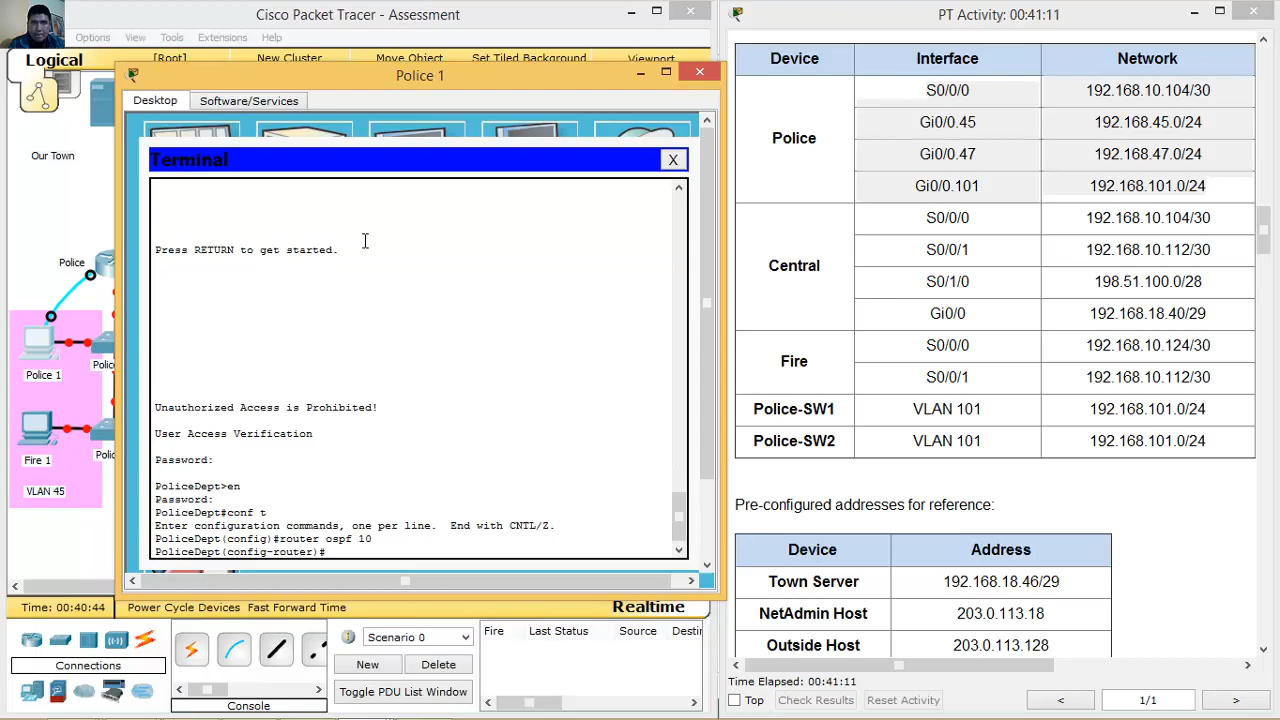 Cisco Packet Tracer - Assessment
Options View Tools Extensions Help
Logical [Root] New Cluster Move Object Set Tiled Background Viewport
Our Town
Police
Police 1
Fire 1
VLAN 45
Police 1
Desktop Software/Services
Terminal X
Press RETURN to get started.
Unauthorized Access is Prohibited!
User Access Verification
Password:
PoliceDept>en
Password:
PoliceDept#conf t
Enter configuration commands, one per line. End with CNTL/Z.
PoliceDept(config)#router ospf 10
PoliceDept(config-router)#
Time: 00:40:44 Power Cycle Devices Fast Forward Time Realtime
Connections
Console
Scenario 0
New Delete
Toggle PDU List Window
Fire Last Status Source Destin
PT Activity: 00:41:11
Device Interface Network
Police S0/0/0 192.168.10.104/30
Gi0/0.45 192.168.45.0/24
Gi0/0.47 192.168.47.0/24
Gi0/0.101 192.168.101.0/24
Central S0/0/0 192.168.10.104/30
S0/0/1 192.168.10.112/30
S0/1/0 198.51.100.0/28
Gi0/0 192.168.18.40/29
Fire S0/0/0 192.168.10.124/30
S0/0/1 192.168.10.112/30
Police-SW1 VLAN 101 192.168.101.0/24
Police-SW2 VLAN 101 192.168.101.0/24
Pre-configured addresses for reference:
Device Address
Town Server 192.168.18.46/29
NetAdmin Host 203.0.113.18
Outside Host 203.0.113.128
Time Elapsed: 00:41:11
Top Check Results Reset Activity < 1/1 >